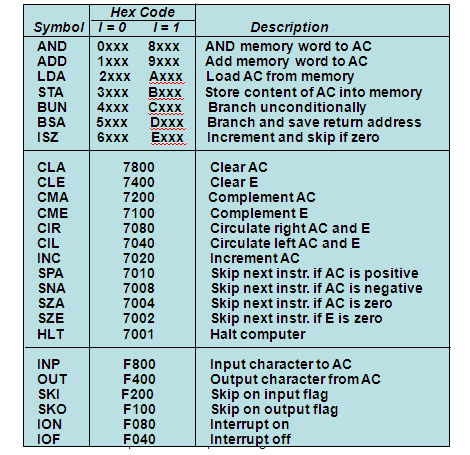 Hex Code
Symbol I = 0 I = 1 Description
AND 0xxx 8xxx AND memory word to AC
ADD 1xxx 9xxx Add memory word to AC
LDA 2xxx Axxx Load AC from memory
STA 3xxx Bxxx Store content of AC into memory
BUN 4xxx Cxxx Branch unconditionally
BSA 5xxx Dxxx Branch and save return address
ISZ 6xxx Exxx Increment and skip if zero
CLA 7800 Clear AC
CLE 7400 Clear E
CMA 7200 Complement AC
CME 7100 Complement E
CIR 7080 Circulate right AC and E
CIL 7040 Circulate left AC and E
INC 7020 Increment AC
SPA 7010 Skip next instr. if AC is positive
SNA 7008 Skip next instr. if AC is negative
SZA 7004 Skip next instr. if AC is zero
SZE 7002 Skip next instr. if E is zero
HLT 7001 Halt computer
INP F800 Input character to AC
OUT F400 Output character from AC
SKI F200 Skip on input flag
SKO F100 Skip on output flag
ION F080 Interrupt on
IOF F040 Interrupt off